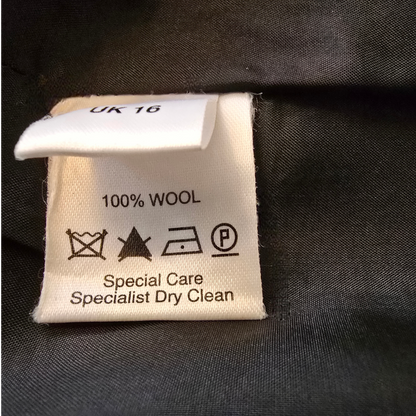 UK 16
100% WOOL
P
Special Care
Specialist Dry Clean